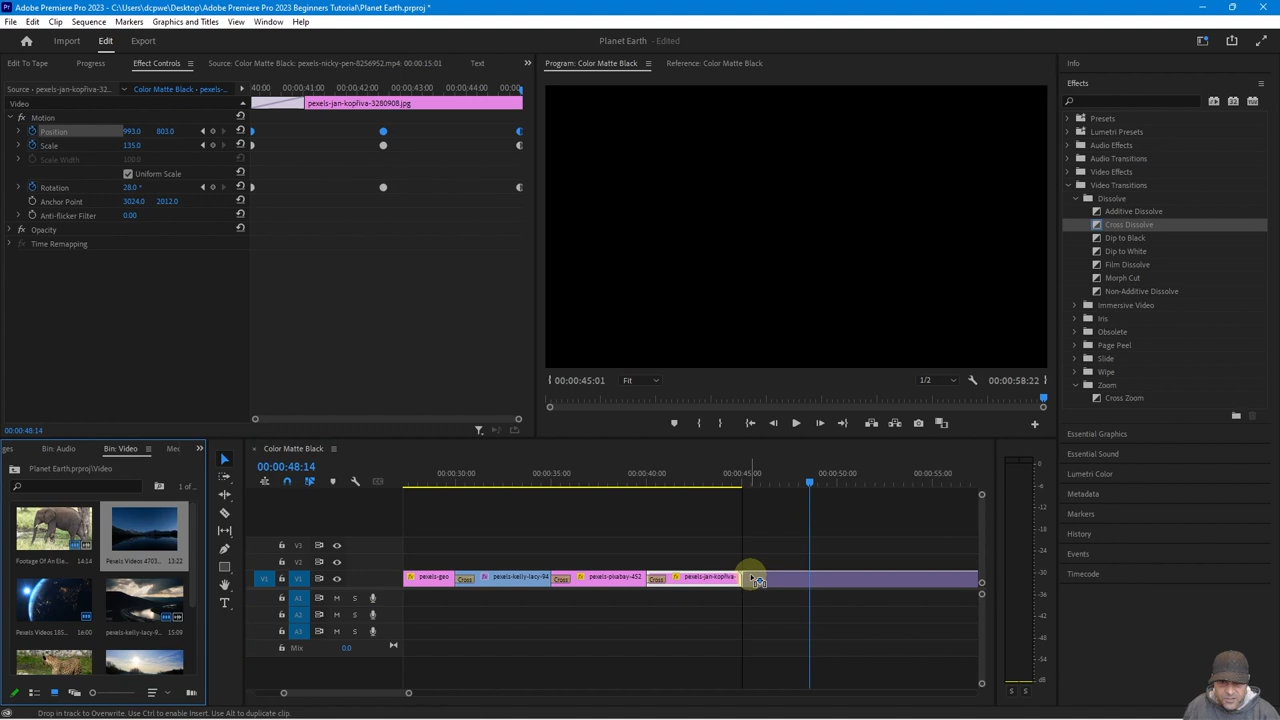 Adobe Premiere Pro 2023 - C:\Users\dcpwe\Desktop\Adobe Premiere Pro 2023 Beginners Tutorial\Planet Earth.prproj *
File Edit Clip Sequence Markers Graphics and Titles View Window Help
Import Edit Export
Planet Earth - Edited
Edit To Tape Progress Effect Controls Source: Color Matte Black: pexels-nicky-pen-8256952.mp4: 00:00:15:01 Text
Program: Color Matte Black Reference: Color Matte Black
Info
Effects
Source · pexels-jan-kopřiva-32... Color Matte Black · pexels-...
:40:00 00:00:41:00 00:00:42:00 00:00:43:00 00:00:44:00 00:00
Video
pexels-jan-kopřiva-3280908.jpg
fx Motion
Position 993.0 803.0
Scale 135.0
Scale Width 100.0
Uniform Scale
Rotation 28.0 °
Anchor Point 3024.0 2012.0
Anti-flicker Filter 0.00
fx Opacity
Time Remapping
00:00:48:14
00:00:45:01 Fit 1/2 00:00:58:22
Presets
Lumetri Presets
Audio Effects
Audio Transitions
Video Effects
Video Transitions
Dissolve
Additive Dissolve
Cross Dissolve
Dip to Black
Dip to White
Film Dissolve
Morph Cut
Non-Additive Dissolve
Immersive Video
Iris
Obsolete
Page Peel
Slide
Wipe
Zoom
Cross Zoom
Essential Graphics
Essential Sound
Lumetri Color
Metadata
Markers
History
Events
Timecode
ges Bin: Audio Bin: Video Me
Planet Earth.prproj\Video
1 of...
Footage Of An Ele... 14:14
Pexels Videos 4703... 13:22
Pexels Videos 185... 16:00
pexels-kelly-lacy-9... 15:09
Color Matte Black
00:00:48:14
00:00:30:00 00:00:35:00 00:00:40:00 00:00:45:00 00:00:50:00 00:00:55:00
V3
V2
V1 V1
pexels-geo Cross pexels-kelly-lacy-94 Cross pexels-pixabay-452 Cross pexels-jan-kopřiva-
A1 M S
A2 M S
A3 M S
Mix 0.0
0
-6
-12
-18
-24
-30
-36
-42
-48
-54
dB
S S
Drop in track to Overwrite. Use Ctrl to enable Insert. Use Alt to duplicate clip.